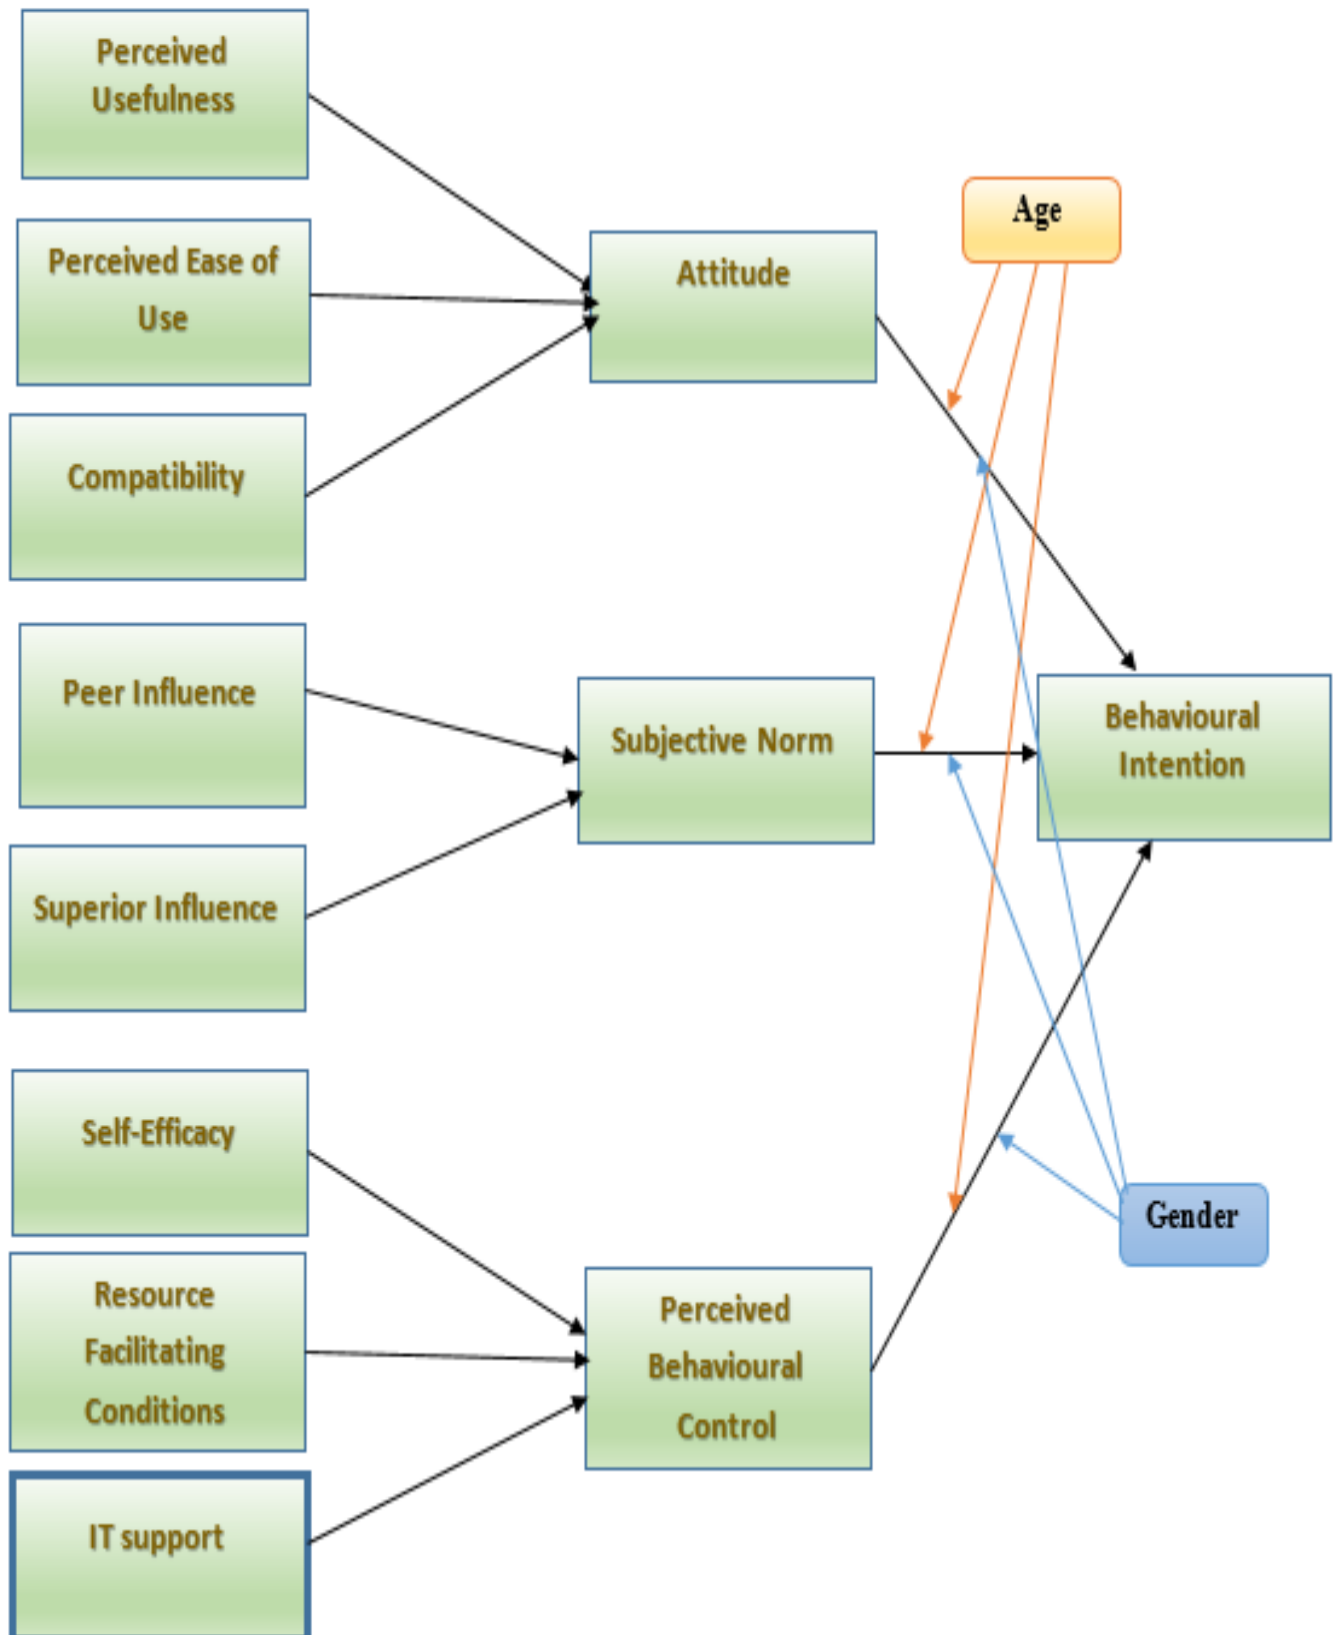 Perceived
Usefulness
Perceived Ease of
Use
Compatibility
Peer Influence
Superior Influence
Self-Efficacy
Resource
Facilitating
Conditions
IT support
Attitude
Subjective Norm
Perceived
Behavioural
Control
Age
Behavioural
Intention
Gender